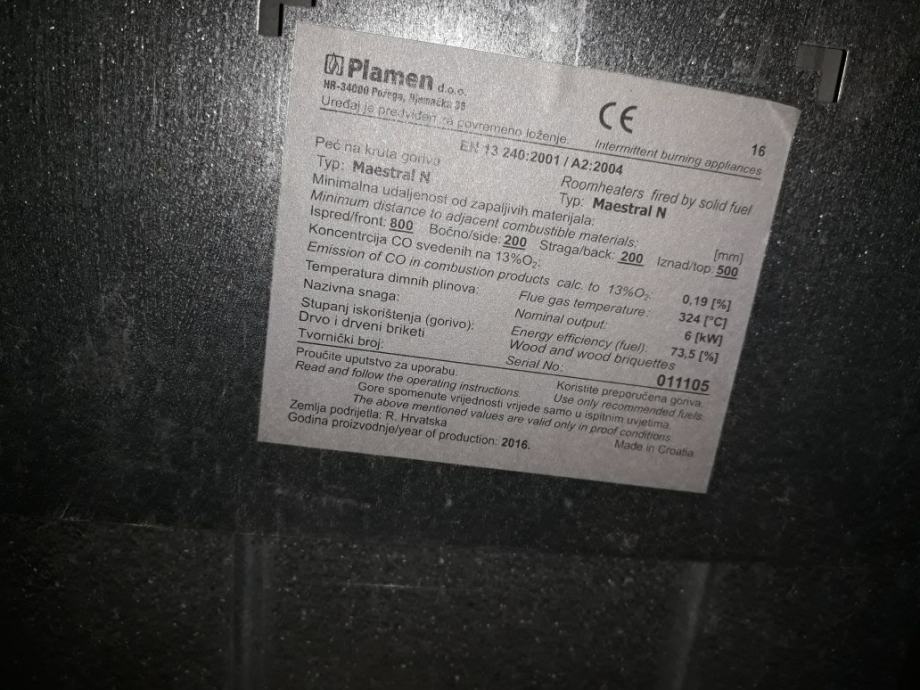 Plamen d.o.o.
HR-34000 Požega, Njemačka 36
CE
Uređaj je predviđen za povremeno loženje. Intermittent burning appliances
16
EN 13 240:2001 / A2:2004
Peć na kruta goriva Roomheaters fired by solid fuel
Typ: Maestral N Typ: Maestral N
Minimalna udaljenost od zapaljivih materijala:
Minimum distance to adjacent combustible materials: [mm]
Ispred/front: 800 Bočno/side: 200 Straga/back: 200 Iznad/top: 500
Koncentrcija CO svedenih na 13%O2:
Emission of CO in combustion products calc. to 13%O2: 0,19 [%]
Temperatura dimnih plinova: Flue gas temperature: 324 [°C]
Nazivna snaga: Nominal output: 6 [kW]
Stupanj iskorištenja (gorivo): Energy efficiency (fuel): 73,5 [%]
Drvo i drveni briketi Wood and wood briquettes
Tvornički broj: Serial No: 011105
Proučite uputstvo za uporabu. Koristite preporučena goriva.
Read and follow the operating instructions. Use only recommended fuels.
Gore spomenute vrijednosti vrijede samo u ispitnim uvjetima.
The above mentioned values are valid only in proof conditions.
Zemlja podrijetla: R. Hrvatska Made in Croatia
Godina proizvodnje/year of production: 2016.